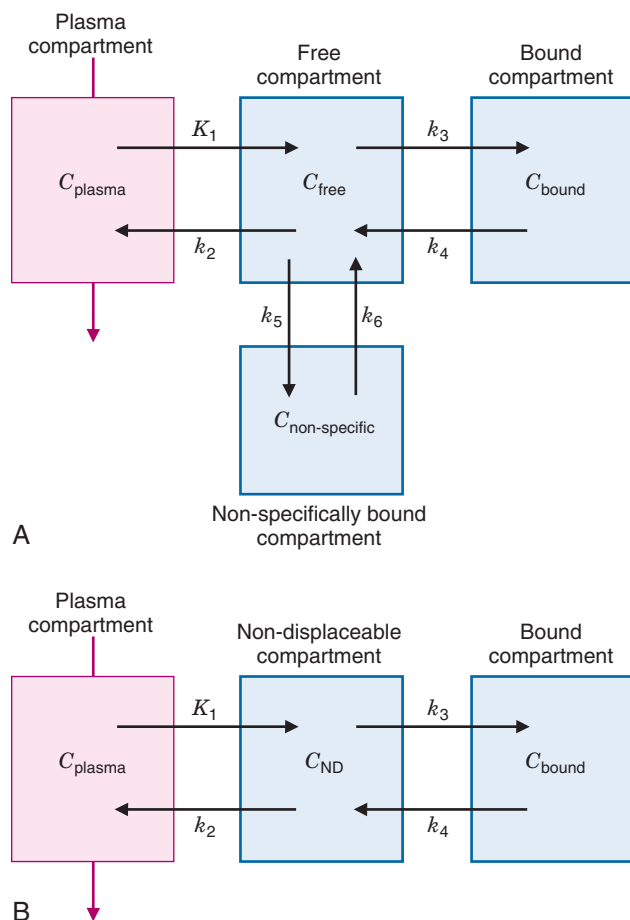 Plasma
compartment
Free
compartment
Bound
compartment
K1
k3
Cplasma
Cfree
Cbound
k2
k4
k5
k6
Cnon-specific
Non-specifically bound
compartment
A
Plasma
compartment
Non-displaceable
compartment
Bound
compartment
K1
k3
Cplasma
CND
Cbound
k2
k4
B